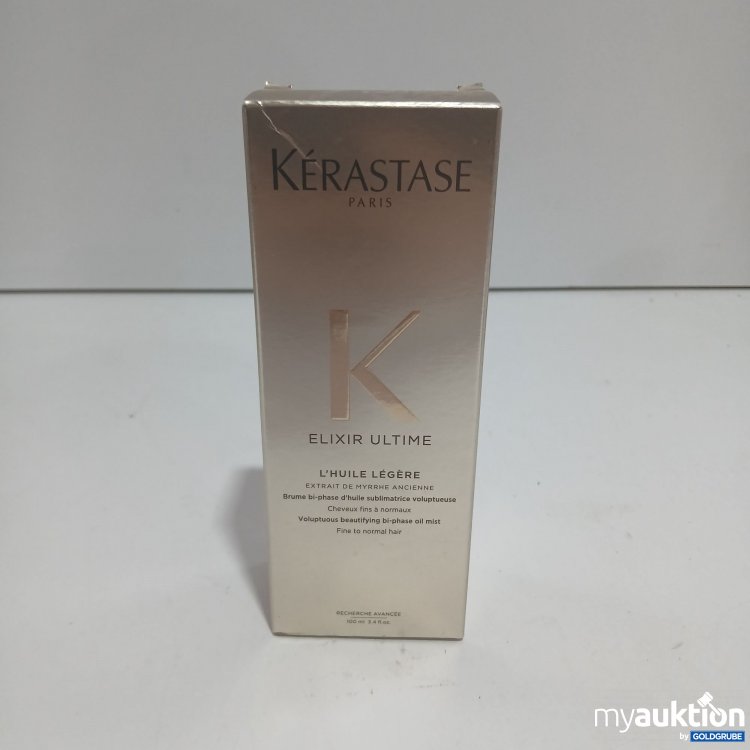 KÉRASTASE
PARIS
K
ELIXIR ULTIME
L'HUILE LÉGÈRE
EXTRAIT DE MYRRHE ANCIENNE
Brume bi-phase d'huile sublimatrice voluptueuse
Cheveux fins à normaux
Voluptuous beautifying bi-phase oil mist
Fine to normal hair
RECHERCHE AVANCÉE
100 ml 3.4 fl.oz.
myauktion
by GOLDGRUBE